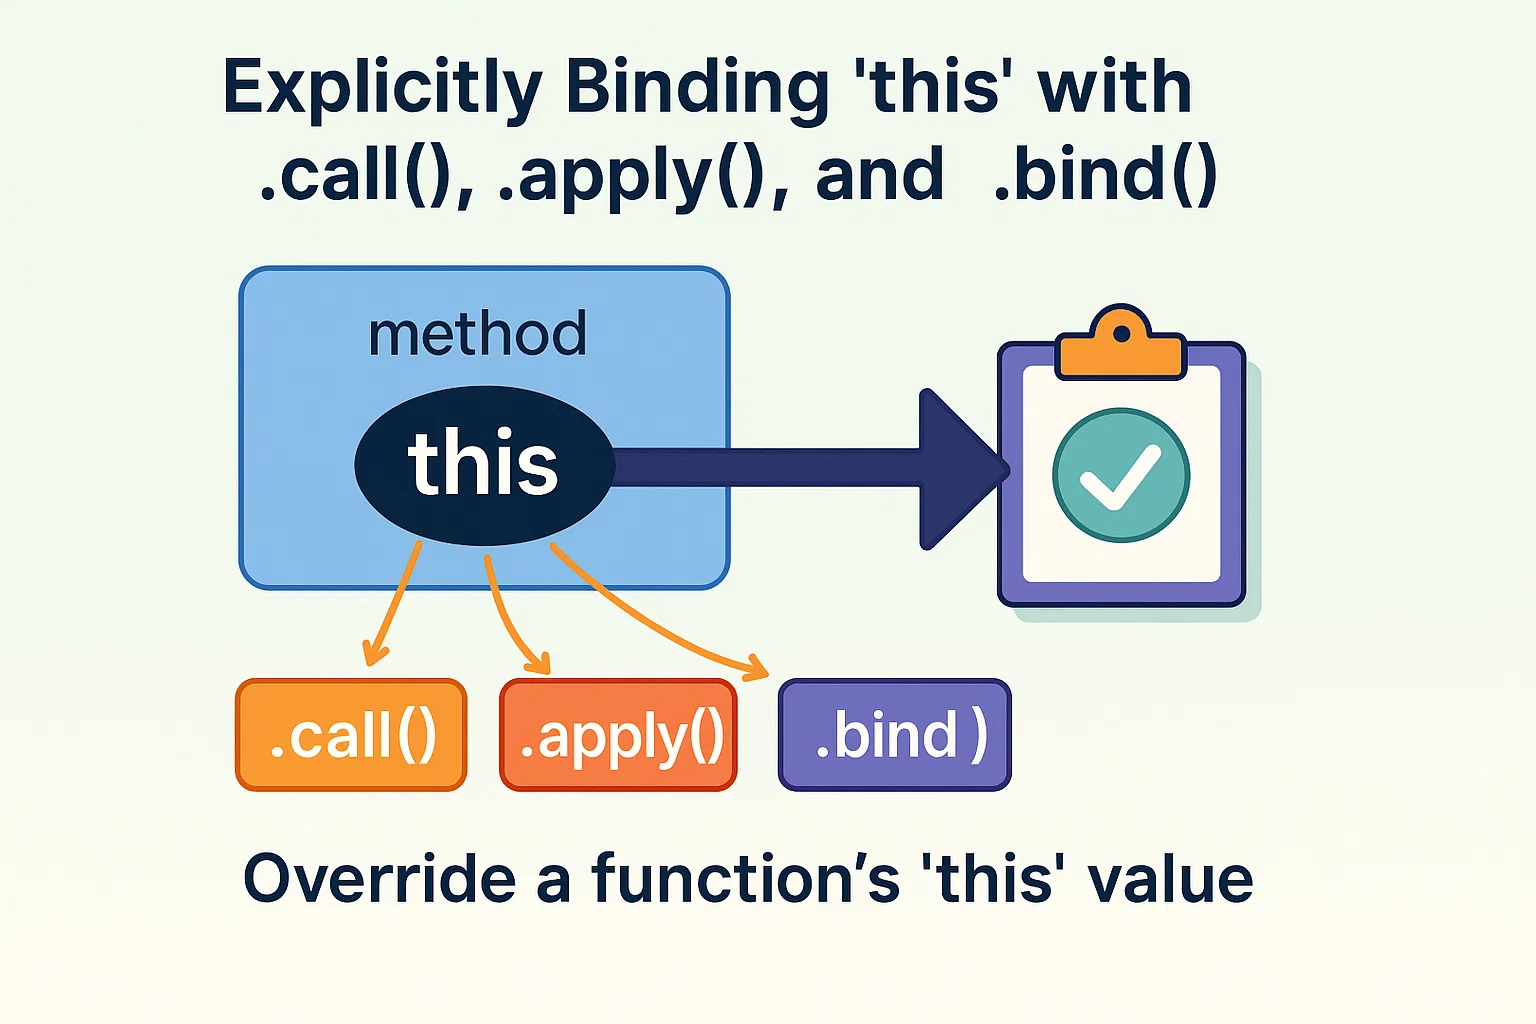 Explicitly Binding 'this' with
.call(), .apply(), and .bind()
method
this
.call()
.apply()
.bind )
Override a function’s 'this' value